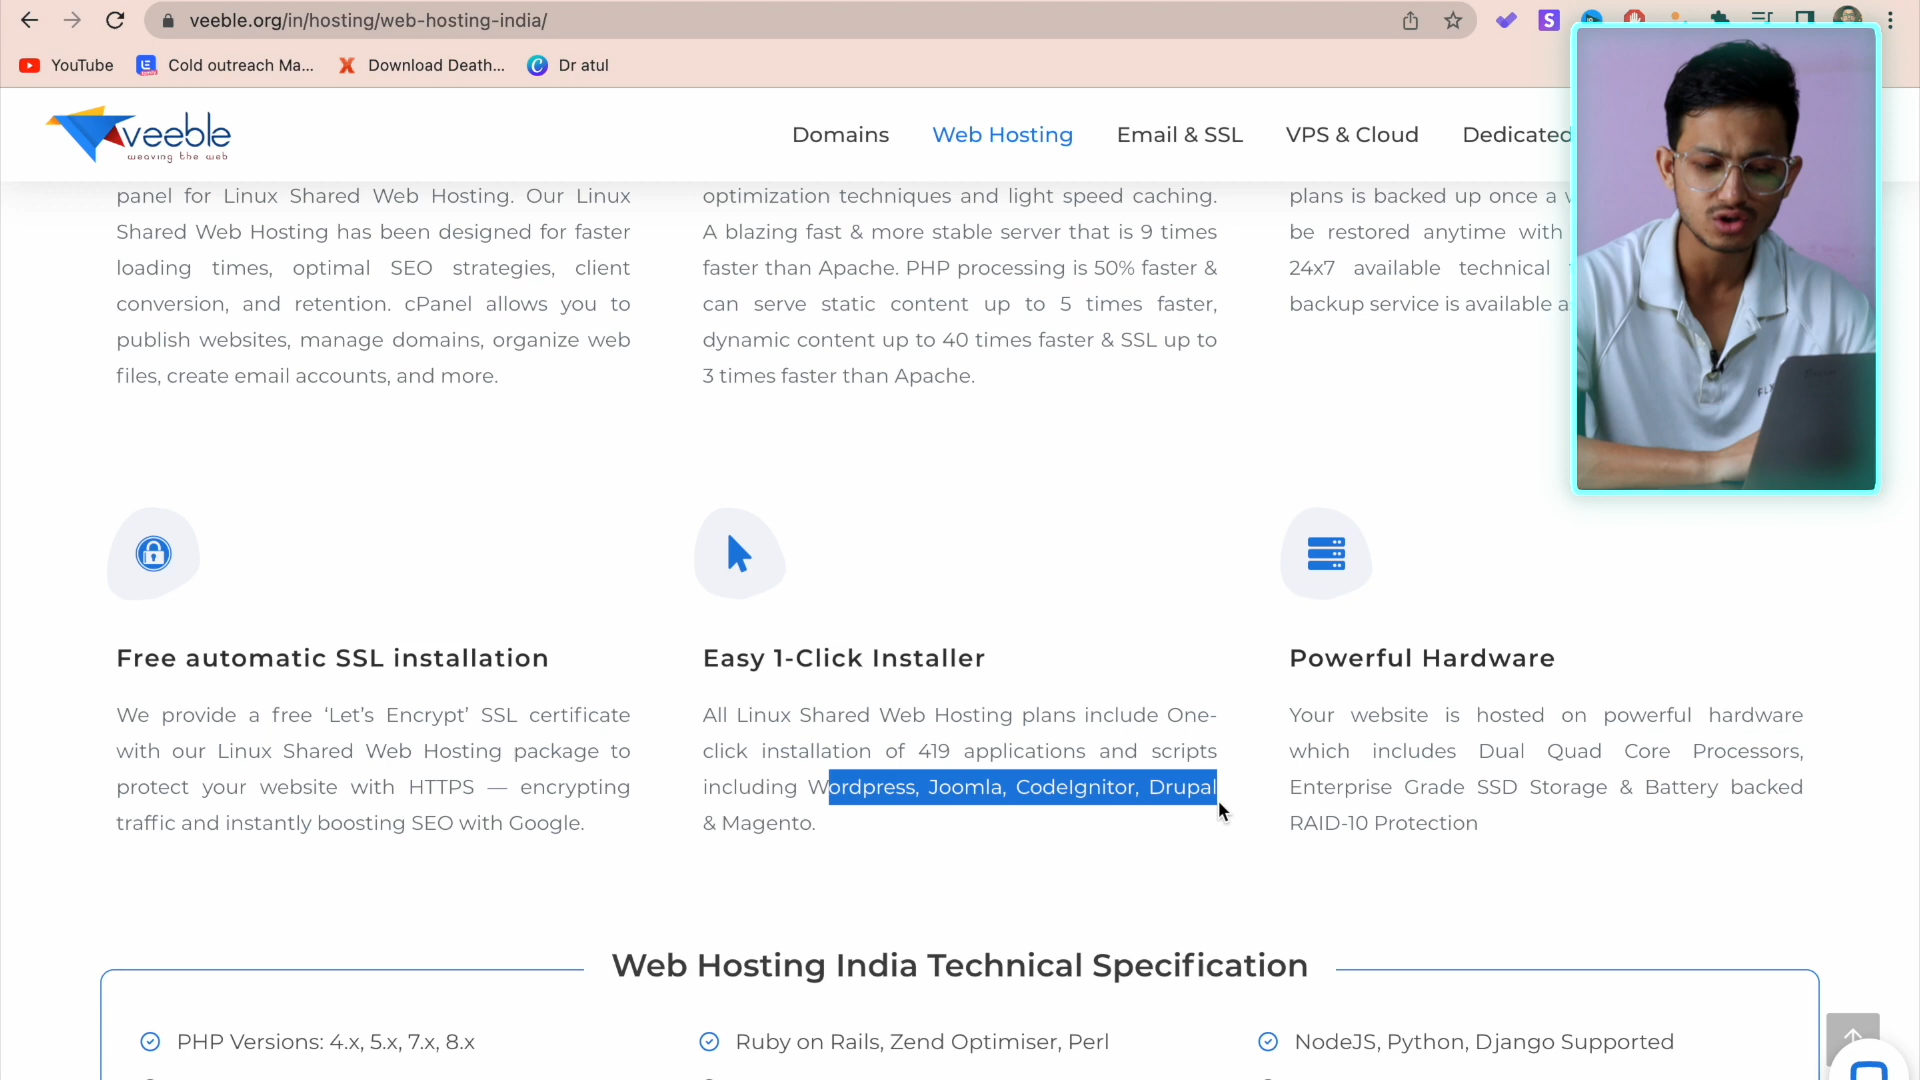 veeble.org/in/hosting/web-hosting-india/
YouTube
Cold outreach Ma...
Download Death...
Dr atul
veeble
weaving the web
Domains
Web Hosting
Email & SSL
VPS & Cloud
Dedicated
panel for Linux Shared Web Hosting. Our Linux
Shared Web Hosting has been designed for faster
loading times, optimal SEO strategies, client
conversion, and retention. cPanel allows you to
publish websites, manage domains, organize web
files, create email accounts, and more.
optimization techniques and light speed caching.
A blazing fast & more stable server that is 9 times
faster than Apache. PHP processing is 50% faster &
can serve static content up to 5 times faster,
dynamic content up to 40 times faster & SSL up to
3 times faster than Apache.
plans is backed up once a
be restored anytime with
24x7 available technical
backup service is available
Free automatic SSL installation
We provide a free ‘Let’s Encrypt’ SSL certificate
with our Linux Shared Web Hosting package to
protect your website with HTTPS — encrypting
traffic and instantly boosting SEO with Google.
Easy 1-Click Installer
All Linux Shared Web Hosting plans include One-
click installation of 419 applications and scripts
including Wordpress, Joomla, CodeIgnitor, Drupal
& Magento.
Powerful Hardware
Your website is hosted on powerful hardware
which includes Dual Quad Core Processors,
Enterprise Grade SSD Storage & Battery backed
RAID-10 Protection
Web Hosting India Technical Specification
PHP Versions: 4.x, 5.x, 7.x, 8.x
Ruby on Rails, Zend Optimiser, Perl
NodeJS, Python, Django Supported